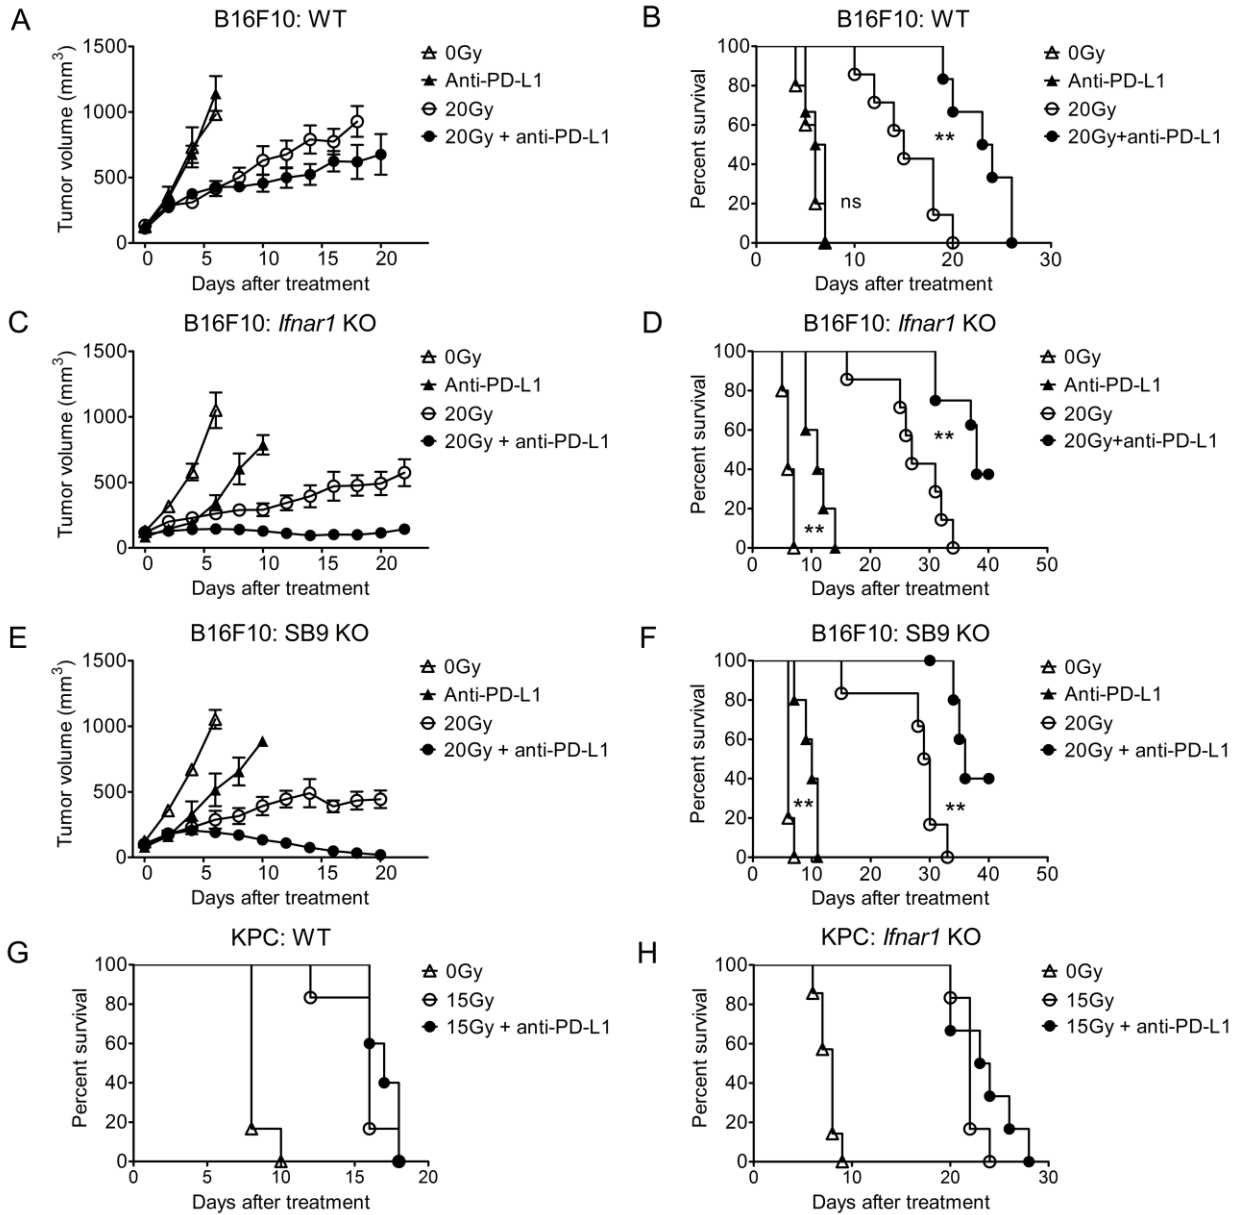 A
B16F10: WT
Tumor volume (mm3)
1500
1000
500
0
0 5 10 15 20
Days after treatment
0Gy
Anti-PD-L1
20Gy
20Gy + anti-PD-L1
B
B16F10: WT
Percent survival
100
80
60
40
20
0
0 10 20 30
Days after treatment
**
ns
0Gy
Anti-PD-L1
20Gy
20Gy+anti-PD-L1
C
B16F10: Ifnar1 KO
Tumor volume (mm3)
1500
1000
500
0
0 5 10 15 20
Days after treatment
0Gy
Anti-PD-L1
20Gy
20Gy + anti-PD-L1
D
B16F10: Ifnar1 KO
Percent survival
100
80
60
40
20
0
0 10 20 30 40 50
Days after treatment
**
**
0Gy
Anti-PD-L1
20Gy
20Gy+anti-PD-L1
E
B16F10: SB9 KO
Tumor volume (mm3)
1500
1000
500
0
0 5 10 15 20
Days after treatment
0Gy
Anti-PD-L1
20Gy
20Gy + anti-PD-L1
F
B16F10: SB9 KO
Percent survival
100
80
60
40
20
0
0 10 20 30 40 50
Days after treatment
**
**
0Gy
Anti-PD-L1
20Gy
20Gy + anti-PD-L1
G
KPC: WT
Percent survival
100
80
60
40
20
0
0 5 10 15 20
Days after treatment
0Gy
15Gy
15Gy + anti-PD-L1
H
KPC: Ifnar1 KO
Percent survival
100
80
60
40
20
0
0 10 20 30
Days after treatment
0Gy
15Gy
15Gy + anti-PD-L1